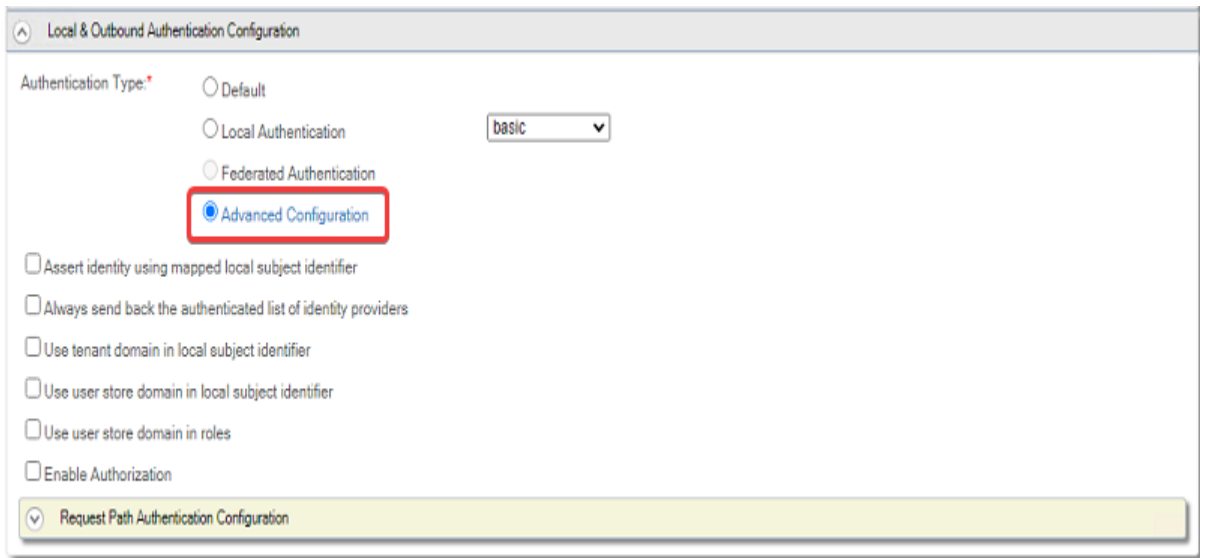 Local & Outbound Authentication Configuration
Authentication Type:* Default
Local Authentication basic
Federated Authentication
Advanced Configuration
Assert identity using mapped local subject identifier
Always send back the authenticated list of identity providers
Use tenant domain in local subject identifier
Use user store domain in local subject identifier
Use user store domain in roles
Enable Authorization
Request Path Authentication Configuration